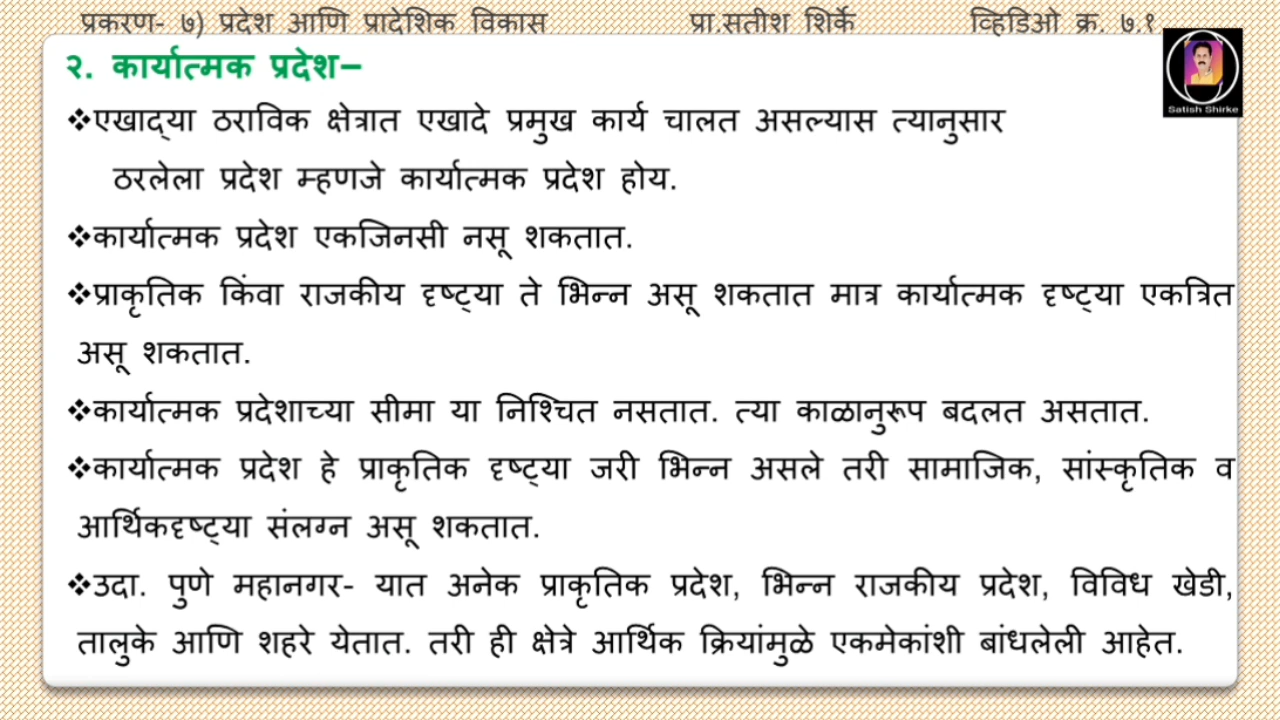 प्रकरण- ७) प्रदेश आणि प्रादेशिक विकास प्रा.सतीश शिर्के व्हिडिओ क्र. ७.१
Satish Shirke
२. कार्यात्मक प्रदेश–
❖एखाद्या ठराविक क्षेत्रात एखादे प्रमुख कार्य चालत असल्यास त्यानुसार
ठरलेला प्रदेश म्हणजे कार्यात्मक प्रदेश होय.
❖कार्यात्मक प्रदेश एकजिनसी नसू शकतात.
❖प्राकृतिक किंवा राजकीय दृष्ट्या ते भिन्न असू शकतात मात्र कार्यात्मक दृष्ट्या एकत्रित
असू शकतात.
❖कार्यात्मक प्रदेशाच्या सीमा या निश्चित नसतात. त्या काळानुरूप बदलत असतात.
❖कार्यात्मक प्रदेश हे प्राकृतिक दृष्ट्या जरी भिन्न असले तरी सामाजिक, सांस्कृतिक व
आर्थिकदृष्ट्या संलग्न असू शकतात.
❖उदा. पुणे महानगर- यात अनेक प्राकृतिक प्रदेश, भिन्न राजकीय प्रदेश, विविध खेडी,
तालुके आणि शहरे येतात. तरी ही क्षेत्रे आर्थिक क्रियांमुळे एकमेकांशी बांधलेली आहेत.